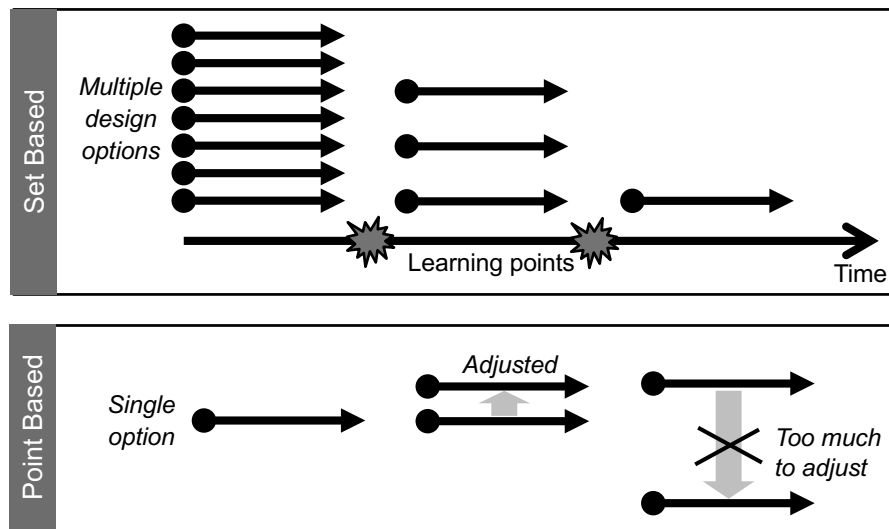 Set Based
Multiple
design
options
Learning points
Time
Point Based
Single
option
Adjusted
Too much
to adjust